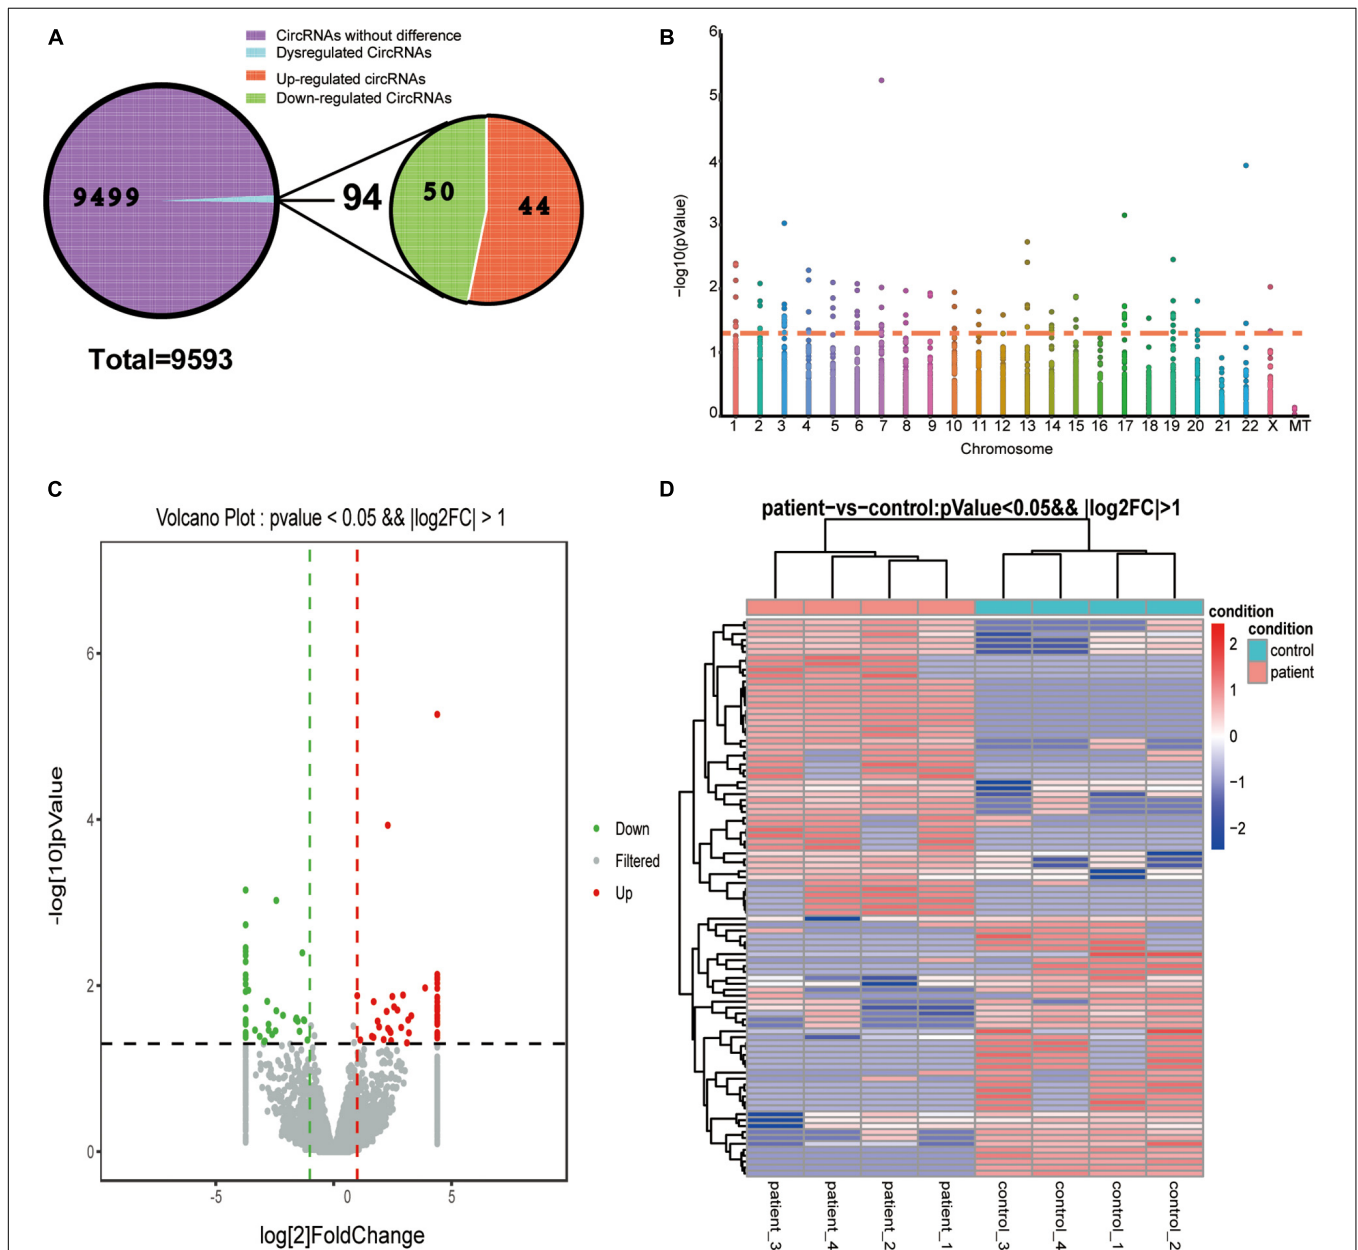 A
CircRNAs without difference
Dysregulated CircRNAs
Up-regulated circRNAs
Down-regulated CircRNAs
9499
94
50
44
Total=9593
B
6
5
4
3
2
1
0
−log10(pValue)
1 2 3 4 5 6 7 8 9 10 11 12 13 14 15 16 17 18 19 20 21 22 X MT
Chromosome
C
Volcano Plot : pvalue < 0.05 && |log2FC| > 1
6
4
2
0
-log[10]pValue
-5 0 5
log[2]FoldChange
Down
Filtered
Up
D
patient−vs−control:pValue<0.05&& |log2FC|>1
condition
2
1
0
−1
−2
condition
control
patient
patient_3
patient_4
patient_2
patient_1
control_3
control_4
control_1
control_2